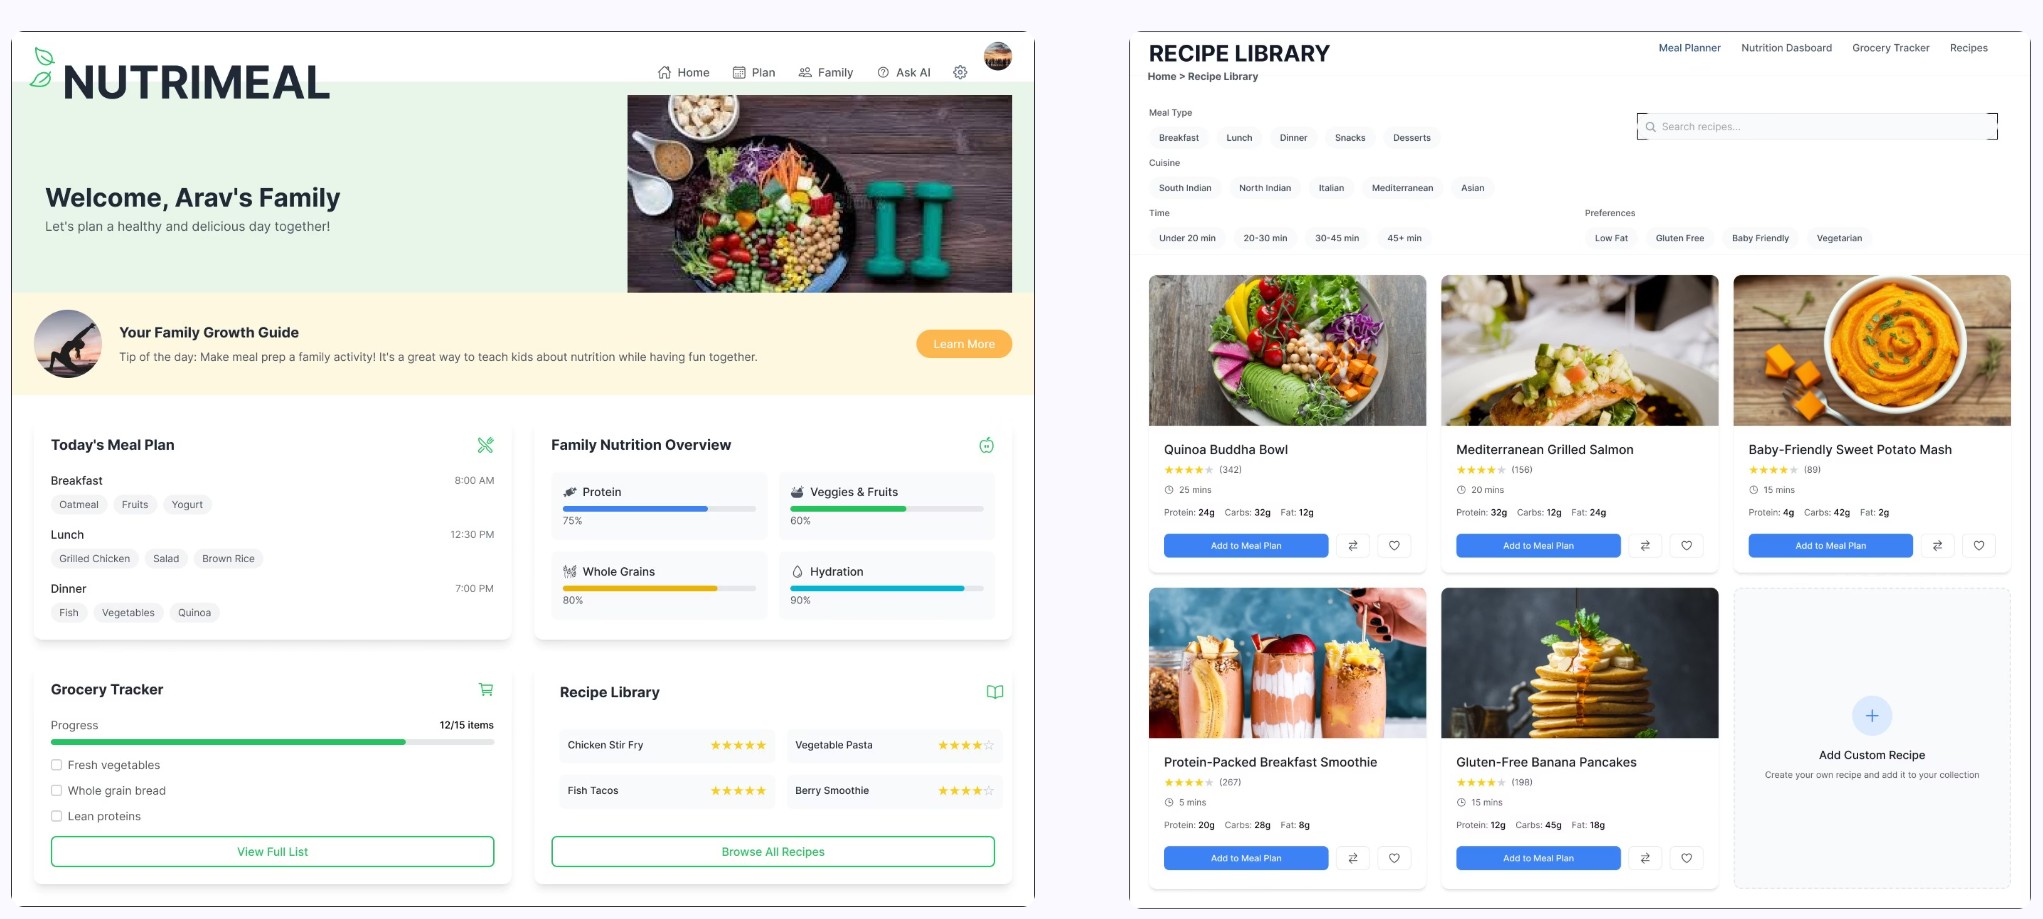 NUTRIMEAL
Home Plan Family Ask AI
Welcome, Arav's Family
Let's plan a healthy and delicious day together!
Your Family Growth Guide
Tip of the day: Make meal prep a family activity! It's a great way to teach kids about nutrition while having fun together.
Learn More
Today's Meal Plan
Breakfast 8:00 AM
Oatmeal Fruits Yogurt
Lunch 12:30 PM
Grilled Chicken Salad Brown Rice
Dinner 7:00 PM
Fish Vegetables Quinoa
Family Nutrition Overview
Protein
75%
Veggies & Fruits
60%
Whole Grains
80%
Hydration
90%
Grocery Tracker
Progress 12/15 items
Fresh vegetables
Whole grain bread
Lean proteins
View Full List
Recipe Library
Chicken Stir Fry ★★★★★
Vegetable Pasta ★★★★☆
Fish Tacos ★★★★★
Berry Smoothie ★★★★☆
Browse All Recipes
RECIPE LIBRARY
Meal Planner Nutrition Dasboard Grocery Tracker Recipes
Home > Recipe Library
Meal Type
Breakfast Lunch Dinner Snacks Desserts
Search recipes...
Cuisine
South Indian North Indian Italian Mediterranean Asian
Time
Under 20 min 20-30 min 30-45 min 45+ min
Preferences
Low Fat Gluten Free Baby Friendly Vegetarian
Quinoa Buddha Bowl
★★★★★ (342)
25 mins
Protein: 24g Carbs: 32g Fat: 12g
Add to Meal Plan
Mediterranean Grilled Salmon
★★★★★ (156)
20 mins
Protein: 32g Carbs: 12g Fat: 24g
Add to Meal Plan
Baby-Friendly Sweet Potato Mash
★★★★★ (89)
15 mins
Protein: 4g Carbs: 42g Fat: 2g
Add to Meal Plan
Protein-Packed Breakfast Smoothie
★★★★★ (267)
5 mins
Protein: 20g Carbs: 28g Fat: 8g
Add to Meal Plan
Gluten-Free Banana Pancakes
★★★★★ (198)
15 mins
Protein: 12g Carbs: 45g Fat: 18g
Add to Meal Plan
Add Custom Recipe
Create your own recipe and add it to your collection